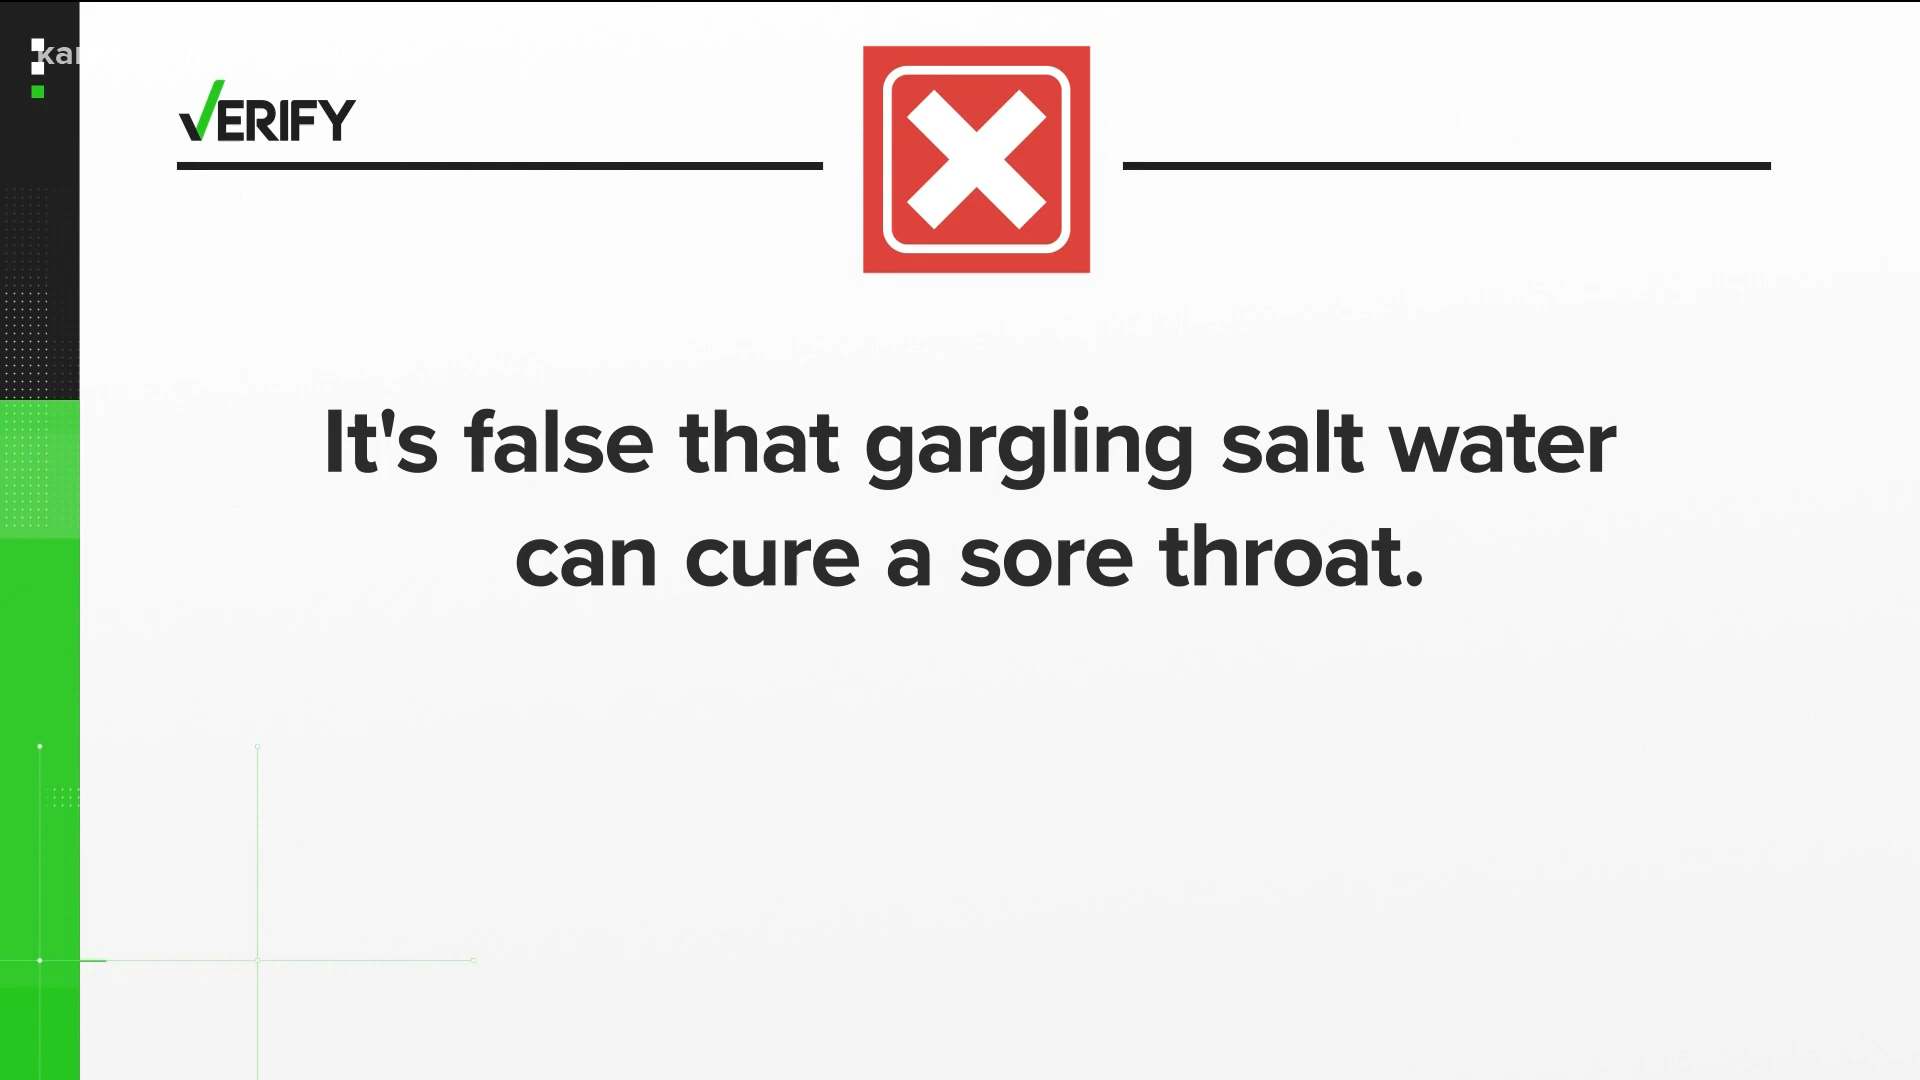 VERIFY
It's false that gargling salt water
can cure a sore throat.